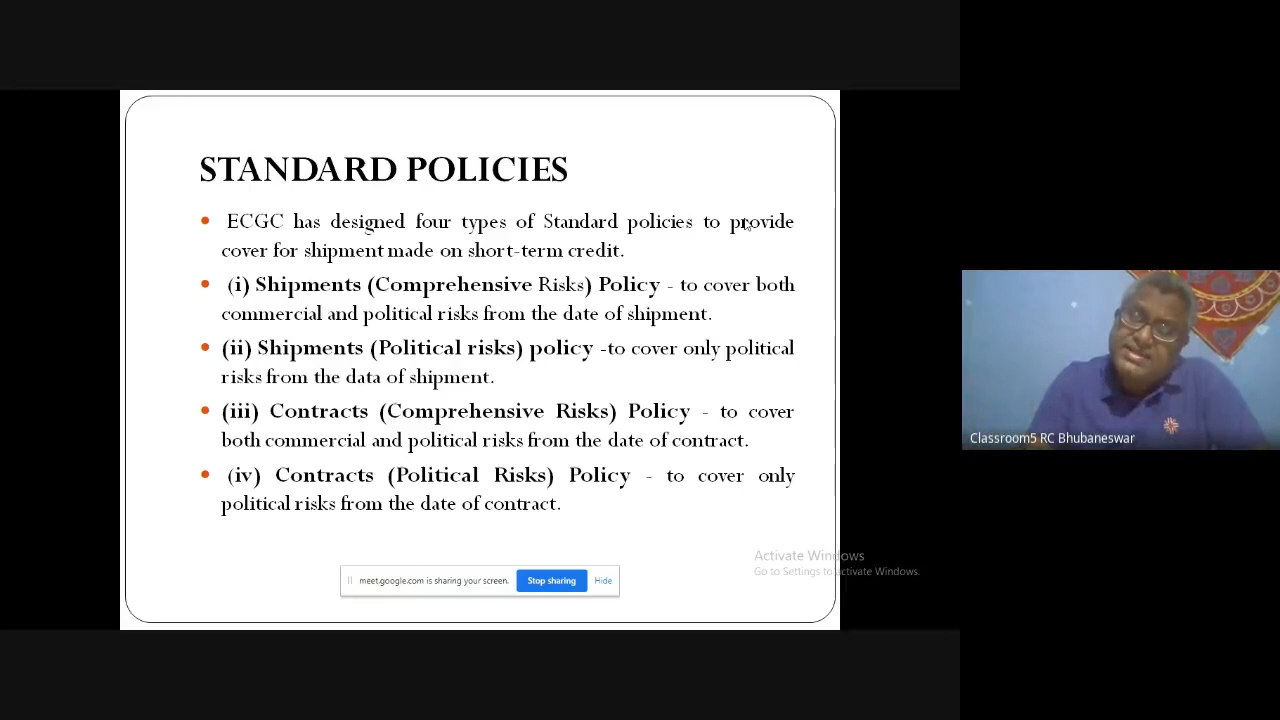 STANDARD POLICIES
• ECGC has designed four types of Standard policies to provide
cover for shipment made on short-term credit.
• (i) Shipments (Comprehensive Risks) Policy - to cover both
commercial and political risks from the date of shipment.
• (ii) Shipments (Political risks) policy -to cover only political
risks from the data of shipment.
• (iii) Contracts (Comprehensive Risks) Policy - to cover
both commercial and political risks from the date of contract.
• (iv) Contracts (Political Risks) Policy - to cover only
political risks from the date of contract.
Activate Windows
Go to Settings to activate Windows.
meet.google.com is sharing your screen. Stop sharing Hide
Classroom5 RC Bhubaneswar